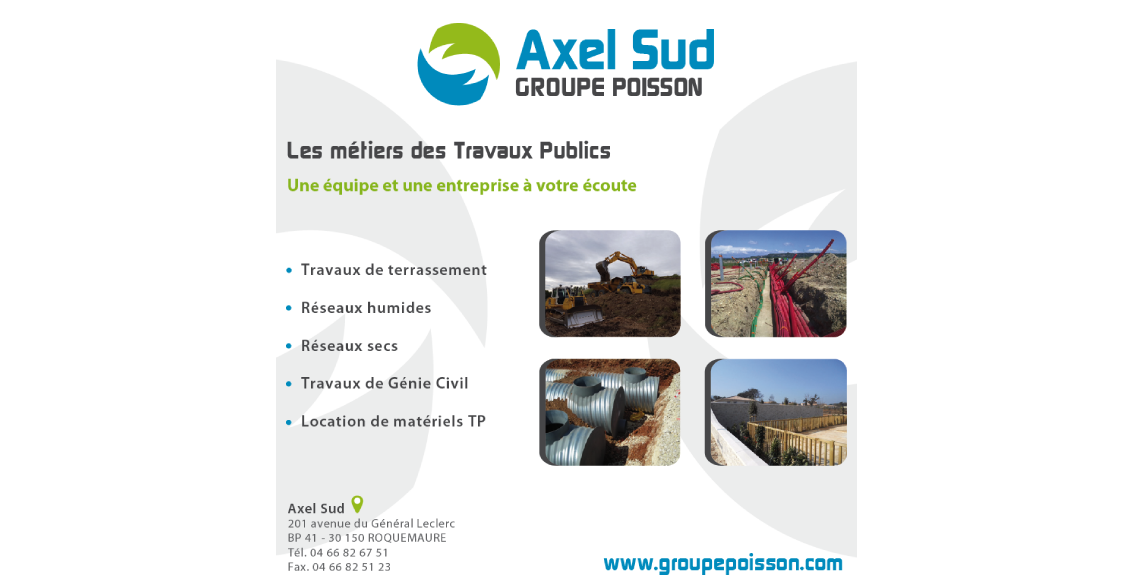 Axel Sud
GROUPE POISSON
Les métiers des Travaux Publics
Une équipe et une entreprise à votre écoute
• Travaux de terrassement
• Réseaux humides
• Réseaux secs
• Travaux de Génie Civil
• Location de matériels TP
Axel Sud
201 avenue du Général Leclerc
BP 41 - 30 150 ROQUEMAURE
Tél. 04 66 82 67 51
Fax. 04 66 82 51 23
www.groupepoisson.com